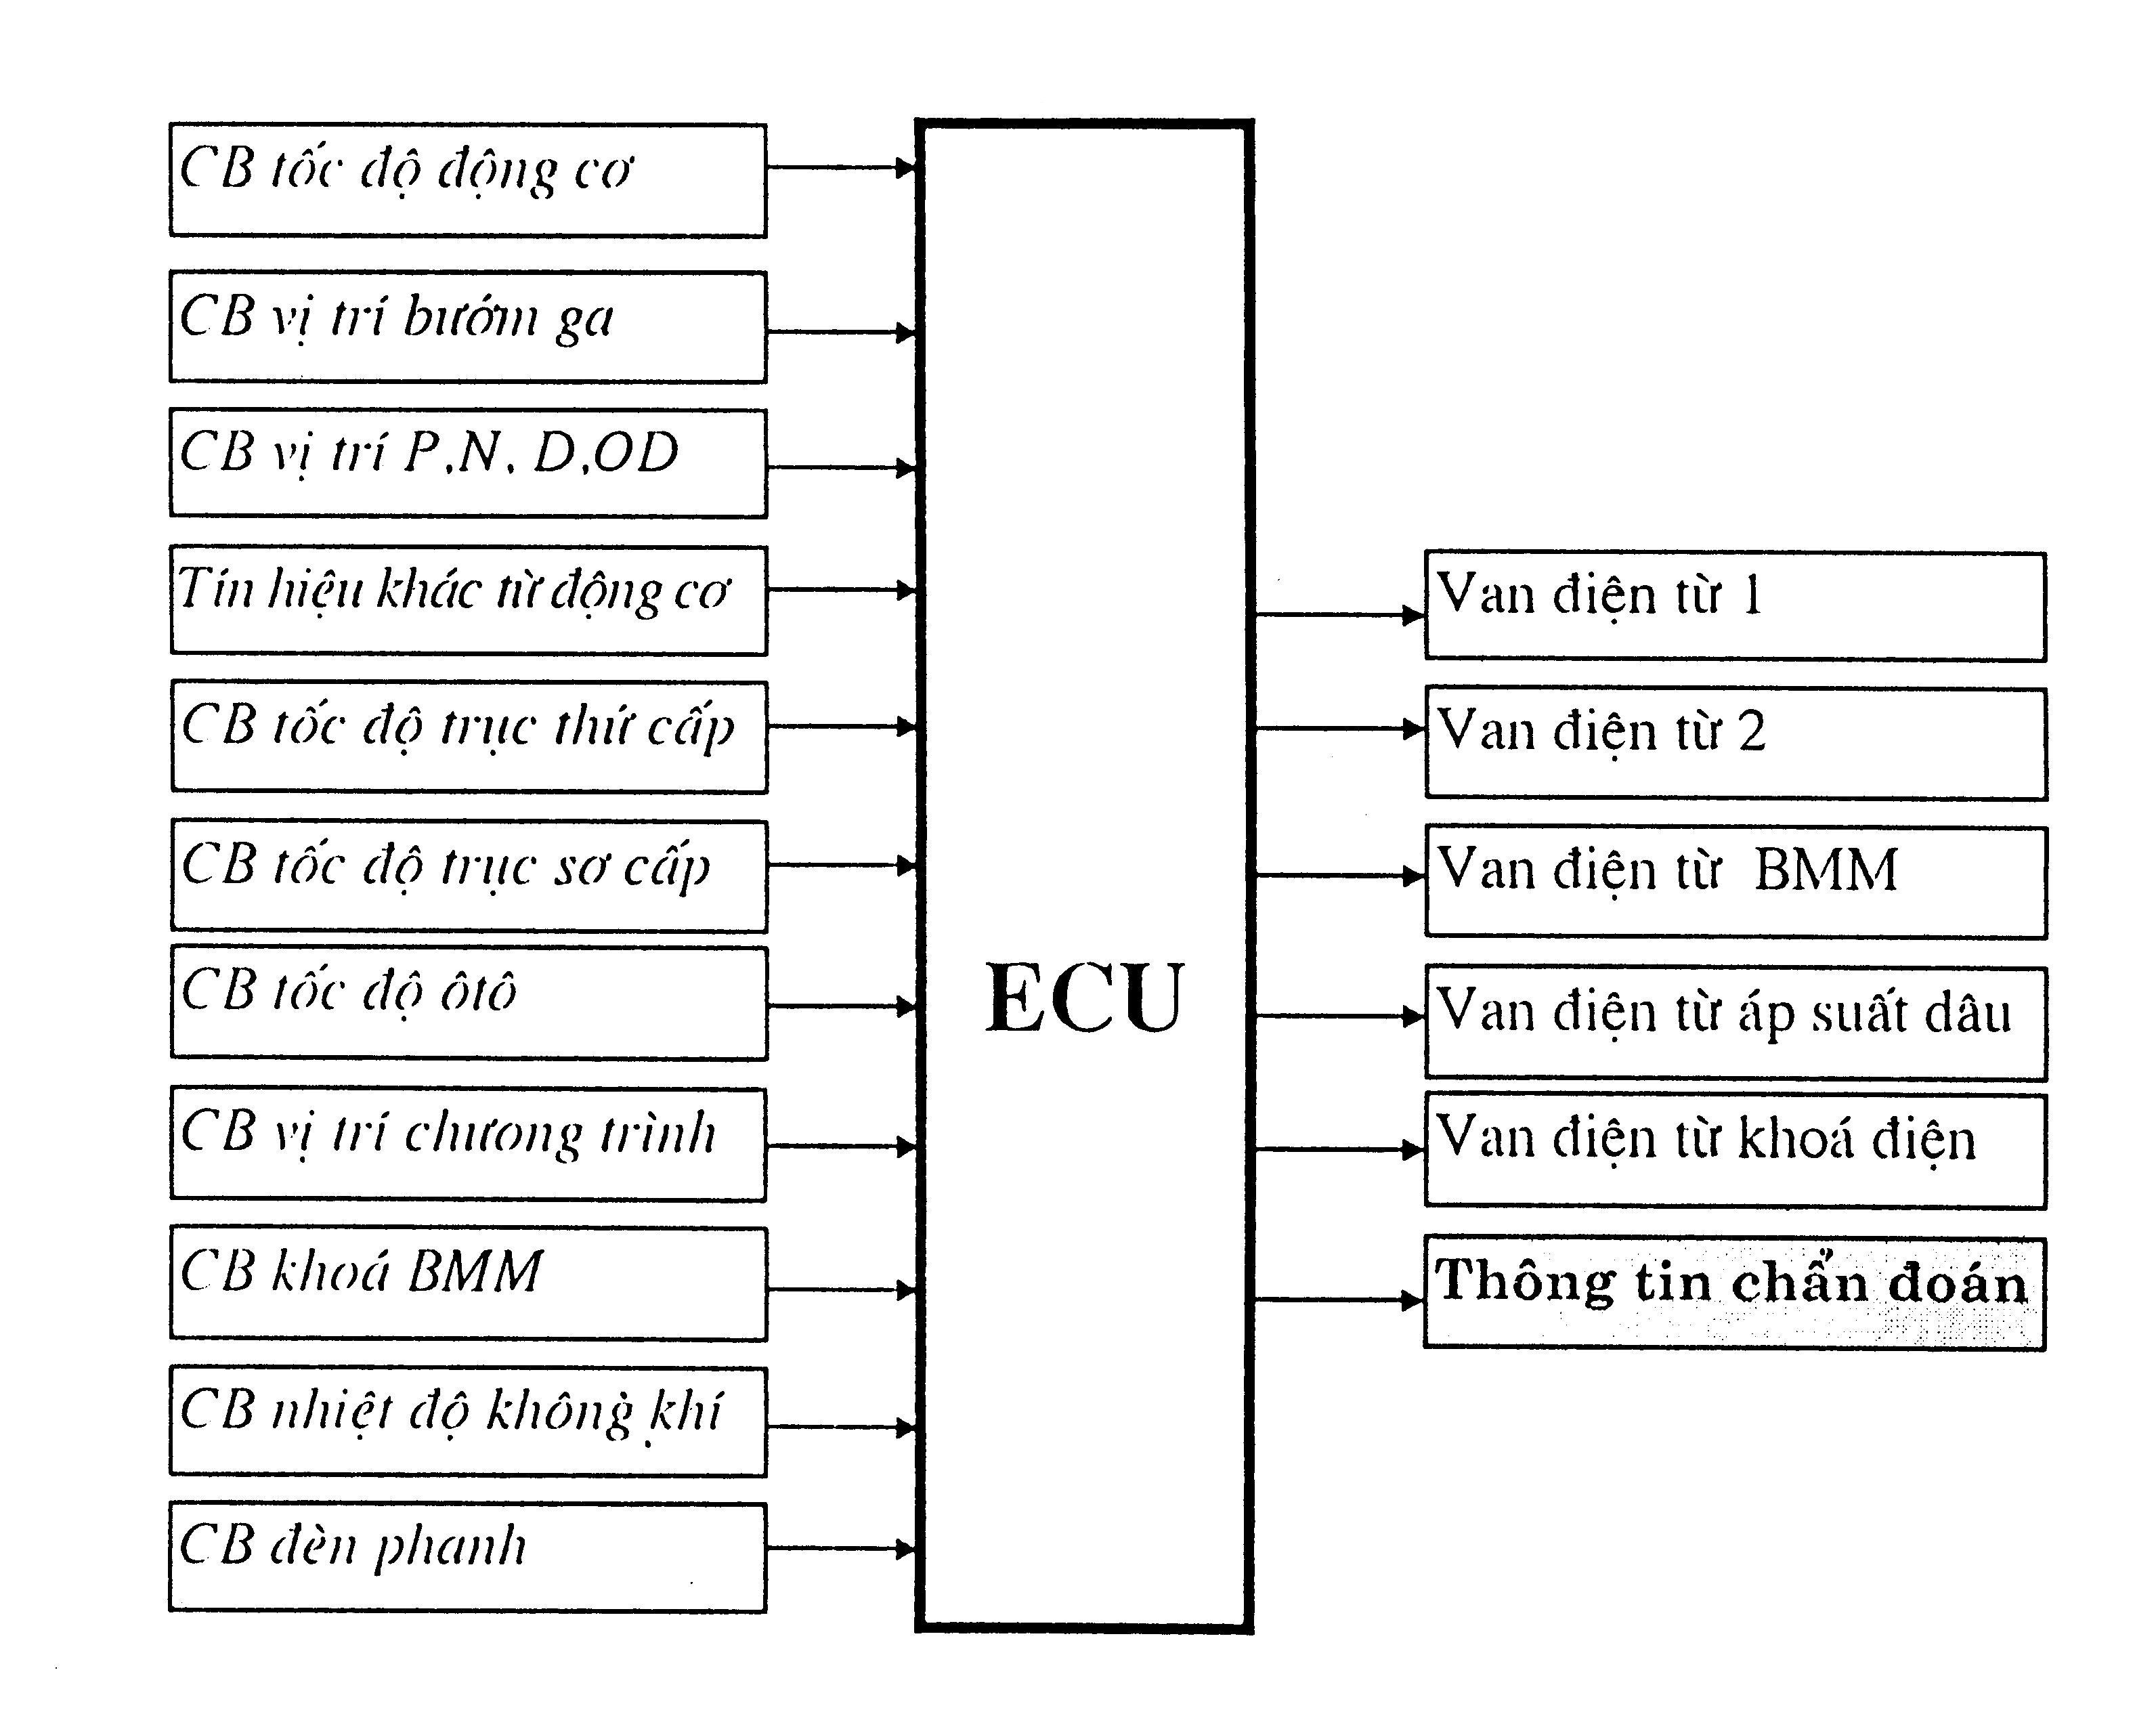 CB tốc độ động cơ
CB vị trí bướm ga
CB vị trí P,N, D,OD
Tín hiệu khác từ động cơ
CB tốc độ trục thứ cấp
CB tốc độ trục sơ cấp
CB tốc độ ôtô
CB vị trí chương trình
CB khoá BMM
CB nhiệt độ không khí
CB đèn phanh
ECU
Van điện từ 1
Van điện từ 2
Van điện từ BMM
Van điện từ áp suất dâu
Van điện từ khoá điện
Thông tin chẩn đoán